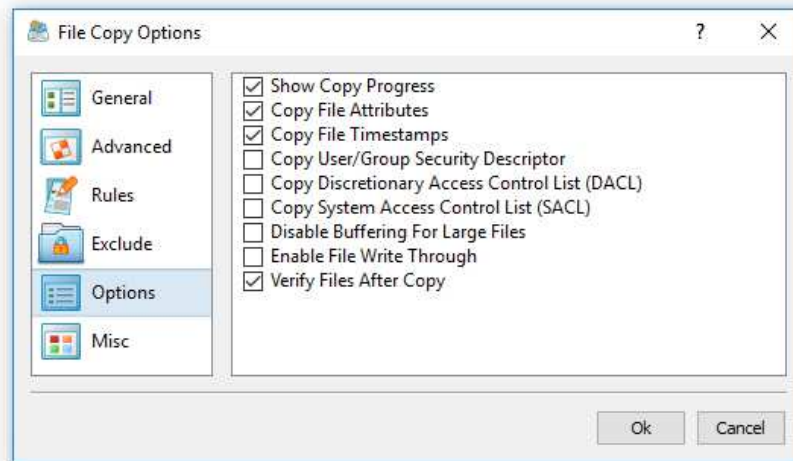 File Copy Options
?
General
Advanced
Rules
Exclude
Options
Misc
Show Copy Progress
Copy File Attributes
Copy File Timestamps
Copy User/Group Security Descriptor
Copy Discretionary Access Control List (DACL)
Copy System Access Control List (SACL)
Disable Buffering For Large Files
Enable File Write Through
Verify Files After Copy
Ok
Cancel